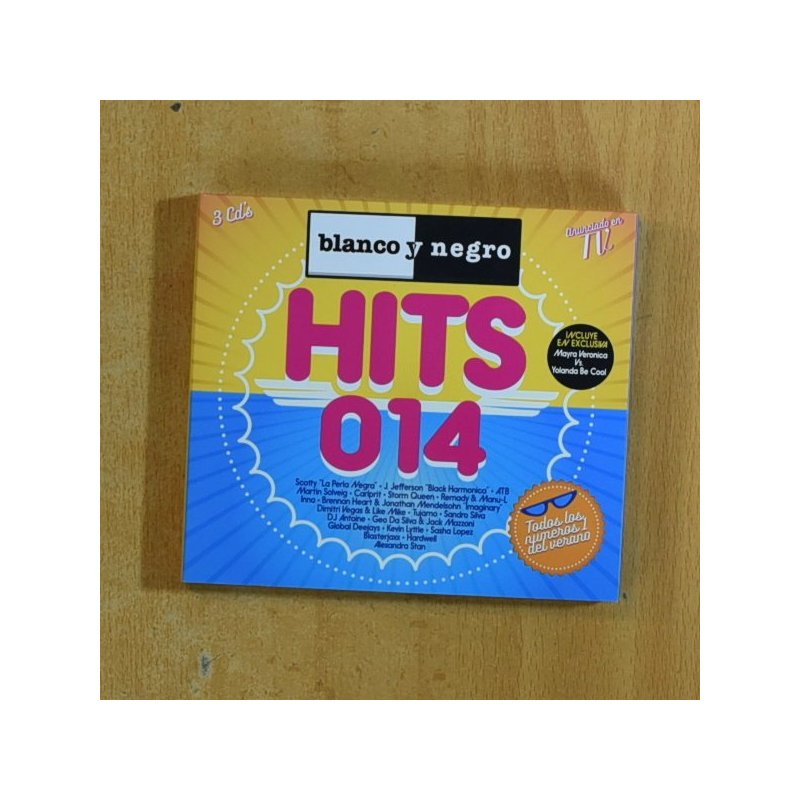 3 Cd's
Anunciado en
TV
blanco y negro
HITS
014
INCLUYE
EN EXCLUSIVA
Mayra Veronica
Vs.
Yolanda Be Cool
Scotty "La Perla Negra" • J. Jefferson "Black Harmonica" • ATB
Martin Solveig • Carlprit • Storm Queen • Remady & Manu-L
Inna • Brennan Heart & Jonathan Mendelsohn "Imaginary"
Dimitri Vegas & Like Mike • Tujamo • Sandro Silva
DJ Antoine • Geo Da Silva & Jack Mazzoni
Global Deejays • Kevin Lyttle • Sasha Lopez
Blasterjaxx • Hardwell
Alexandra Stan
Todos los
números 1
del verano